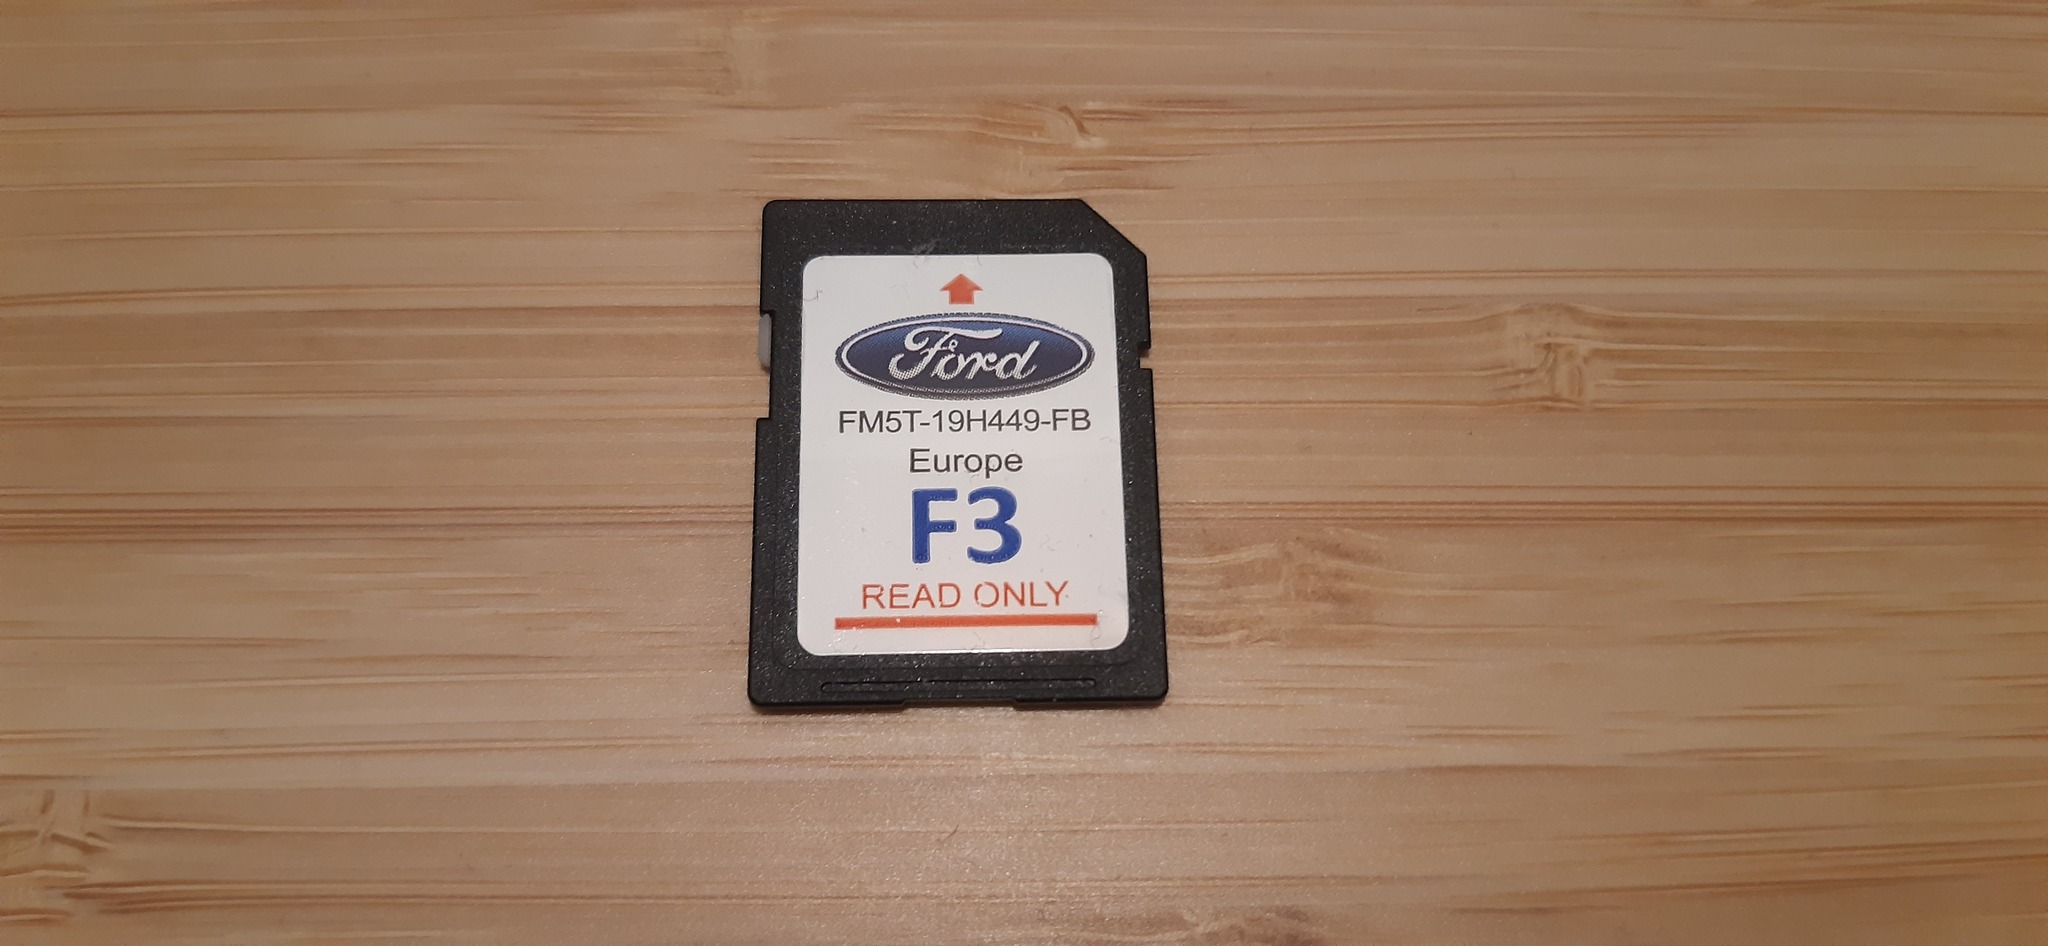 Ford
FM5T-19H449-FB
Europe
F3
READ ONLY